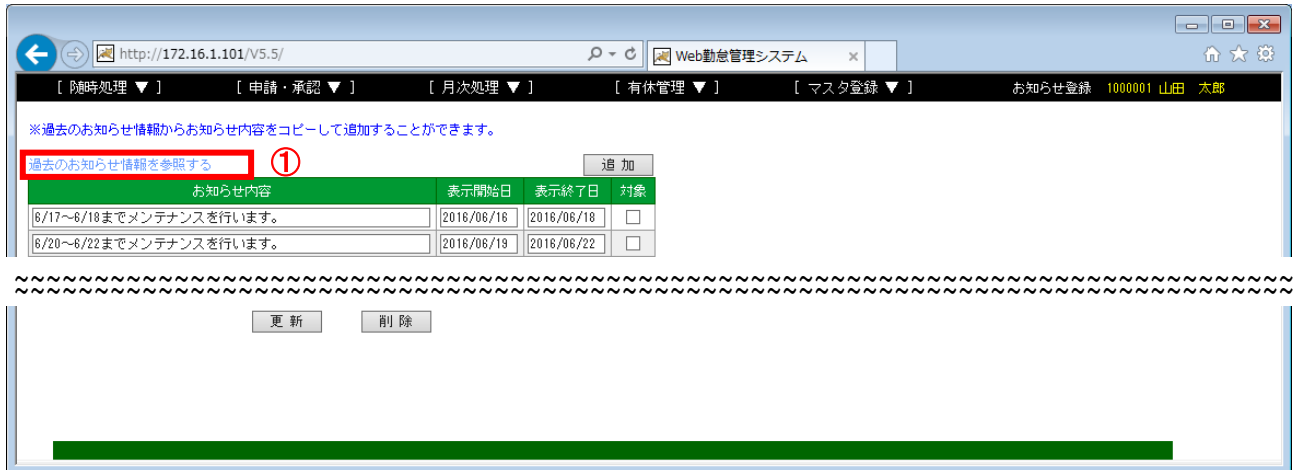 http://172.16.1.101/V5.5/ Web勤怠管理システム
[ 随時処理 ▼ ] [ 申請・承認 ▼ ] [ 月次処理 ▼ ] [ 有休管理 ▼ ] [ マスタ登録 ▼ ] お知らせ登録 1000001 山田 太郎
※過去のお知らせ情報からお知らせ内容をコピーして追加することができます。
過去のお知らせ情報を参照する ① 追 加
お知らせ内容 表示開始日 表示終了日 対象
6/17～6/18までメンテナンスを行います。 2016/06/16 2016/06/18
6/20～6/22までメンテナンスを行います。 2016/06/19 2016/06/22
更 新 削 除